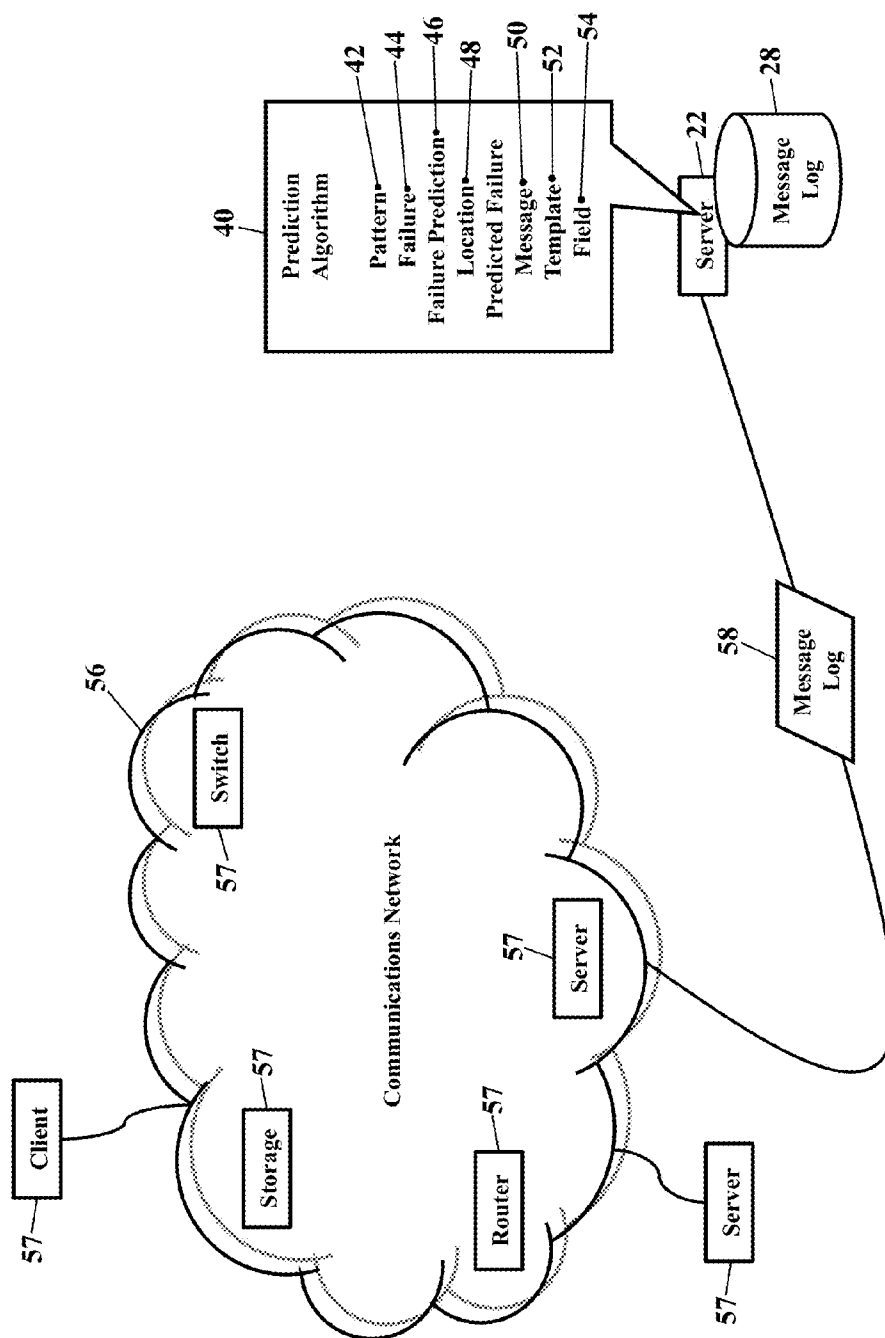 Client
57
Storage
57
Router
57
Server
57
Communications Network
56
Switch
57
Server
57
58
Message
Log
40
Prediction
Algorithm
Pattern•
42
Failure•
44
Failure Prediction•
46
Location•
48
Predicted Failure
Message•
50
Template•
52
Field•
54
Server
22
28
Message
Log